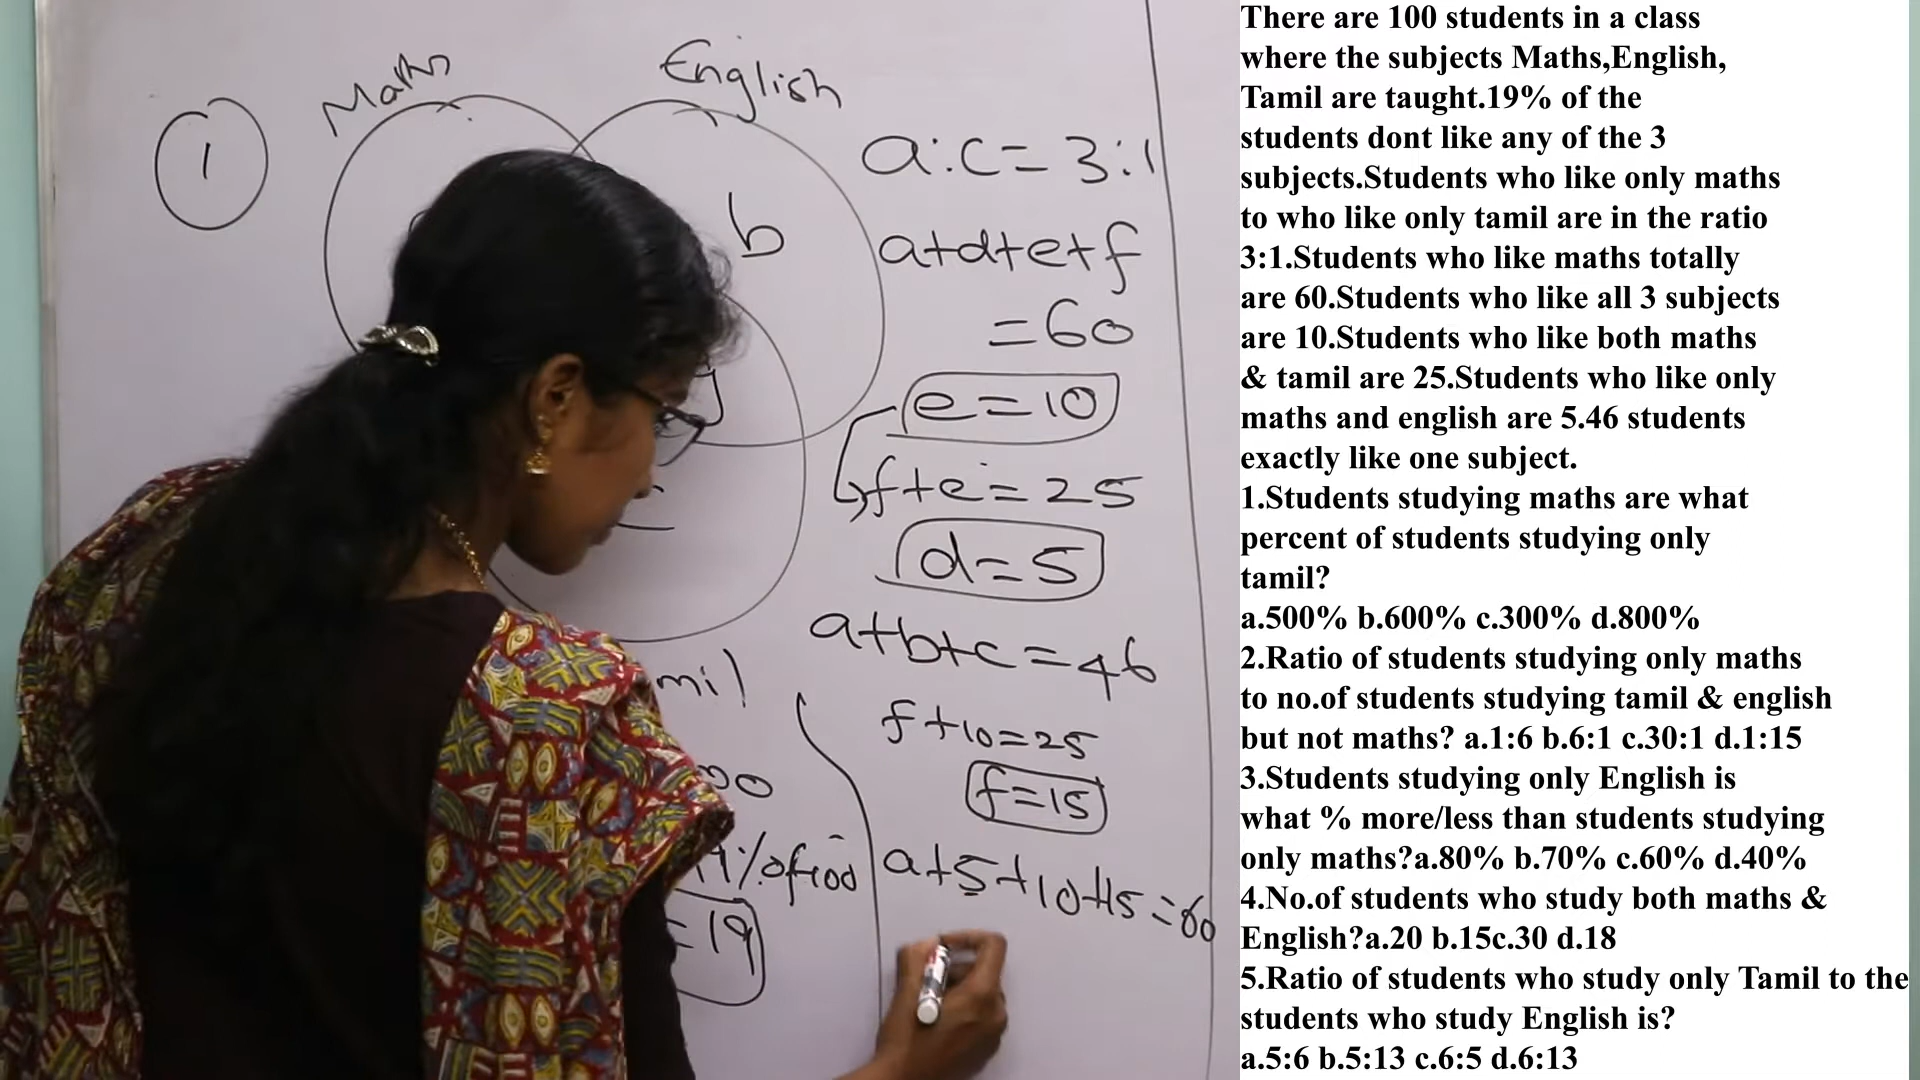 1
Maths
English
b
a:c=3:1
a+d+e+f
=60
e=10
f+e=25
d=5
a+b+c=46
f+10=25
f=15
%of100
=19
a+5+10+15=60
There are 100 students in a class
where the subjects Maths,English,
Tamil are taught.19% of the
students dont like any of the 3
subjects.Students who like only maths
to who like only tamil are in the ratio
3:1.Students who like maths totally
are 60.Students who like all 3 subjects
are 10.Students who like both maths
& tamil are 25.Students who like only
maths and english are 5.46 students
exactly like one subject.
1.Students studying maths are what
percent of students studying only
tamil?
a.500% b.600% c.300% d.800%
2.Ratio of students studying only maths
to no.of students studying tamil & english
but not maths? a.1:6 b.6:1 c.30:1 d.1:15
3.Students studying only English is
what % more/less than students studying
only maths?a.80% b.70% c.60% d.40%
4.No.of students who study both maths &
English?a.20 b.15c.30 d.18
5.Ratio of students who study only Tamil to the
students who study English is?
a.5:6 b.5:13 c.6:5 d.6:13